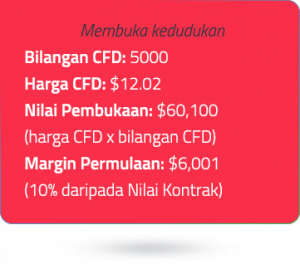 Membuka kedudukan
Bilangan CFD: 5000
Harga CFD: $12.02
Nilai Pembukaan: $60,100
(harga CFD x bilangan CFD)
Margin Permulaan: $6,001
(10% daripada Nilai Kontrak)